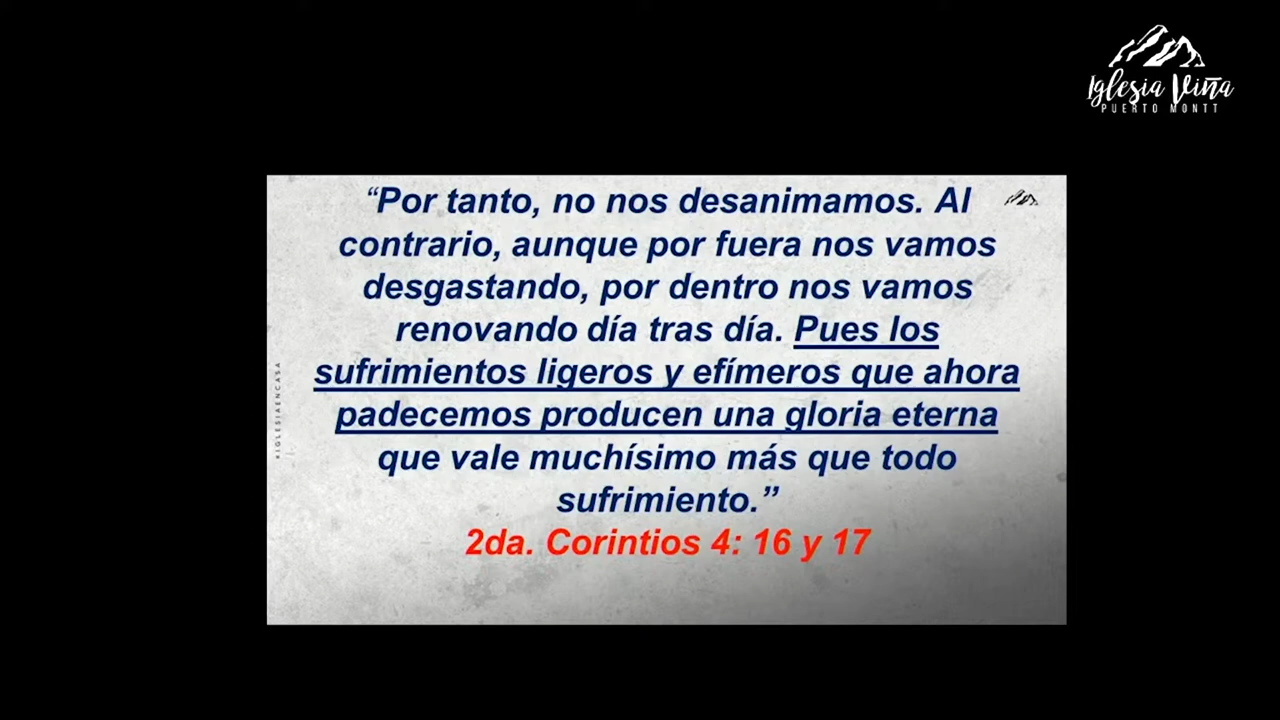 Iglesia Viña
PUERTO MONTT
“Por tanto, no nos desanimamos. Al
contrario, aunque por fuera nos vamos
desgastando, por dentro nos vamos
renovando día tras día. Pues los
sufrimientos ligeros y efímeros que ahora
padecemos producen una gloria eterna
que vale muchísimo más que todo
sufrimiento.”
2da. Corintios 4: 16 y 17
#IGLESIAENCASA